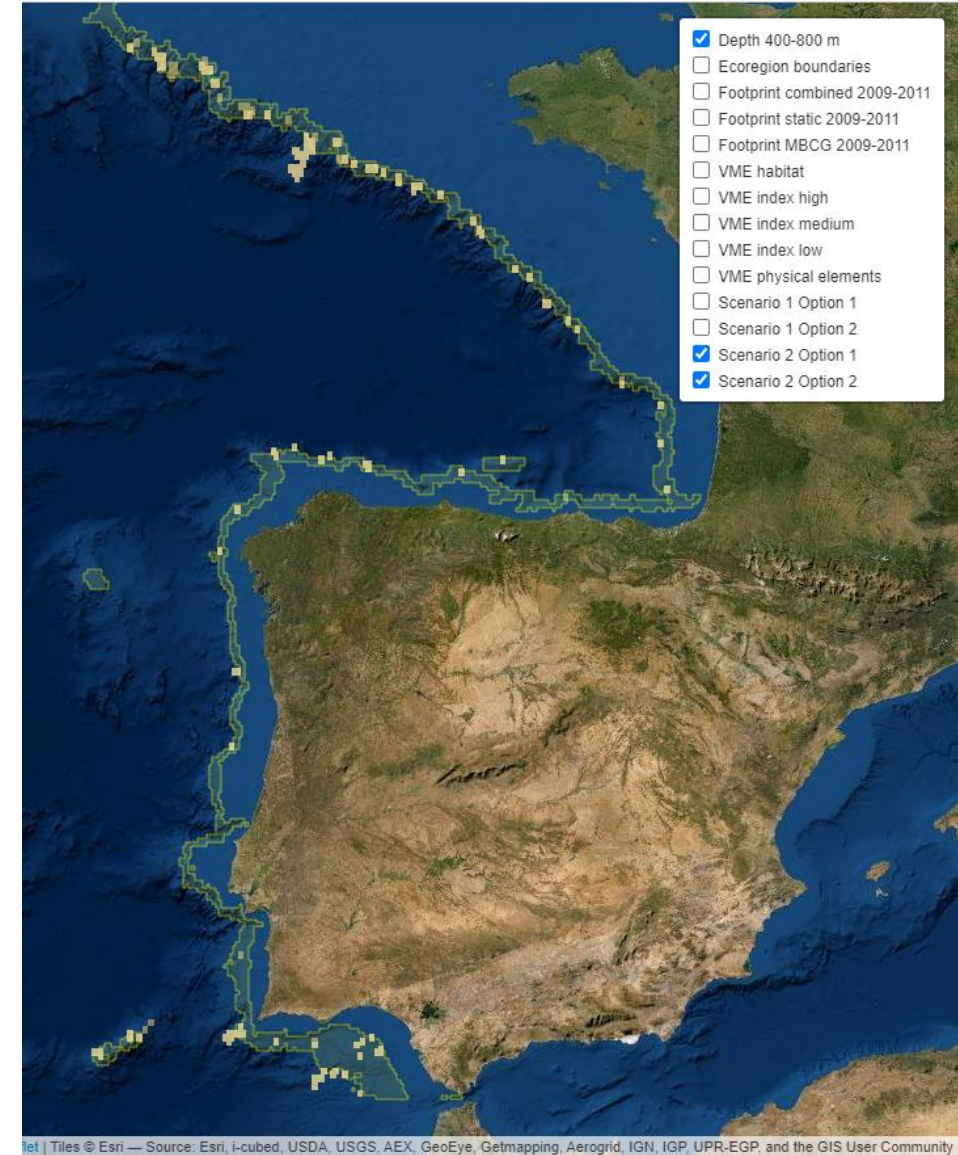 Depth 400-800 m
Ecoregion boundaries
Footprint combined 2009-2011
Footprint static 2009-2011
Footprint MBCG 2009-2011
VME habitat
VME index high
VME index medium
VME index low
VME physical elements
Scenario 1 Option 1
Scenario 1 Option 2
Scenario 2 Option 1
Scenario 2 Option 2
let | Tiles © Esri — Source: Esri, i-cubed, USDA, USGS, AEX, GeoEye, Getmapping, Aerogrid, IGN, IGP, UPR-EGP, and the GIS User Community